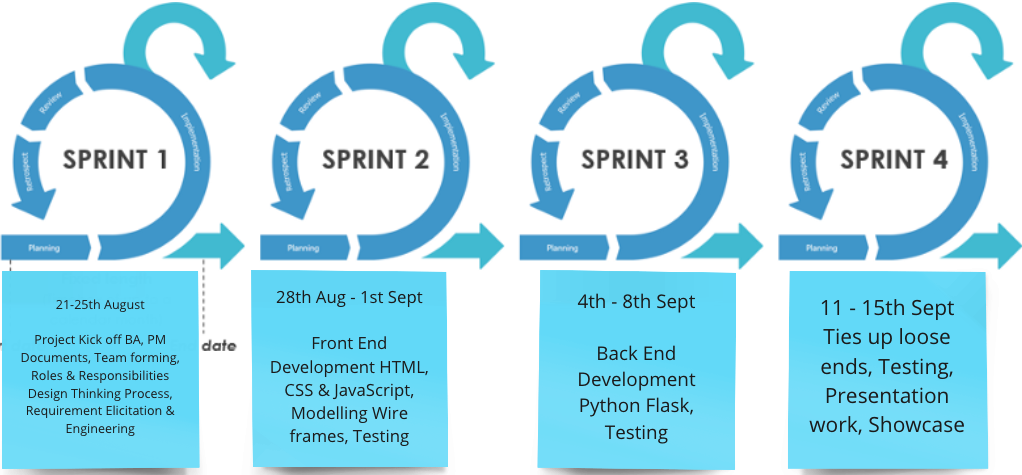 Review
Implementation
Retrospect
SPRINT 1
Planning
Review
Implementation
Retrospect
SPRINT 2
Planning
Review
Implementation
Retrospect
SPRINT 3
Planning
Review
Implementation
Retrospect
SPRINT 4
Planning
21-25th August
Project Kick off BA, PM
Documents, Team forming,
Roles & Responsibilities
Design Thinking Process,
Requirement Elicitation &
Engineering
date
28th Aug - 1st Sept
Front End
Development HTML,
CSS & JavaScript,
Modelling Wire
frames, Testing
4th - 8th Sept
Back End
Development
Python Flask,
Testing
11 - 15th Sept
Ties up loose
ends, Testing,
Presentation
work, Showcase